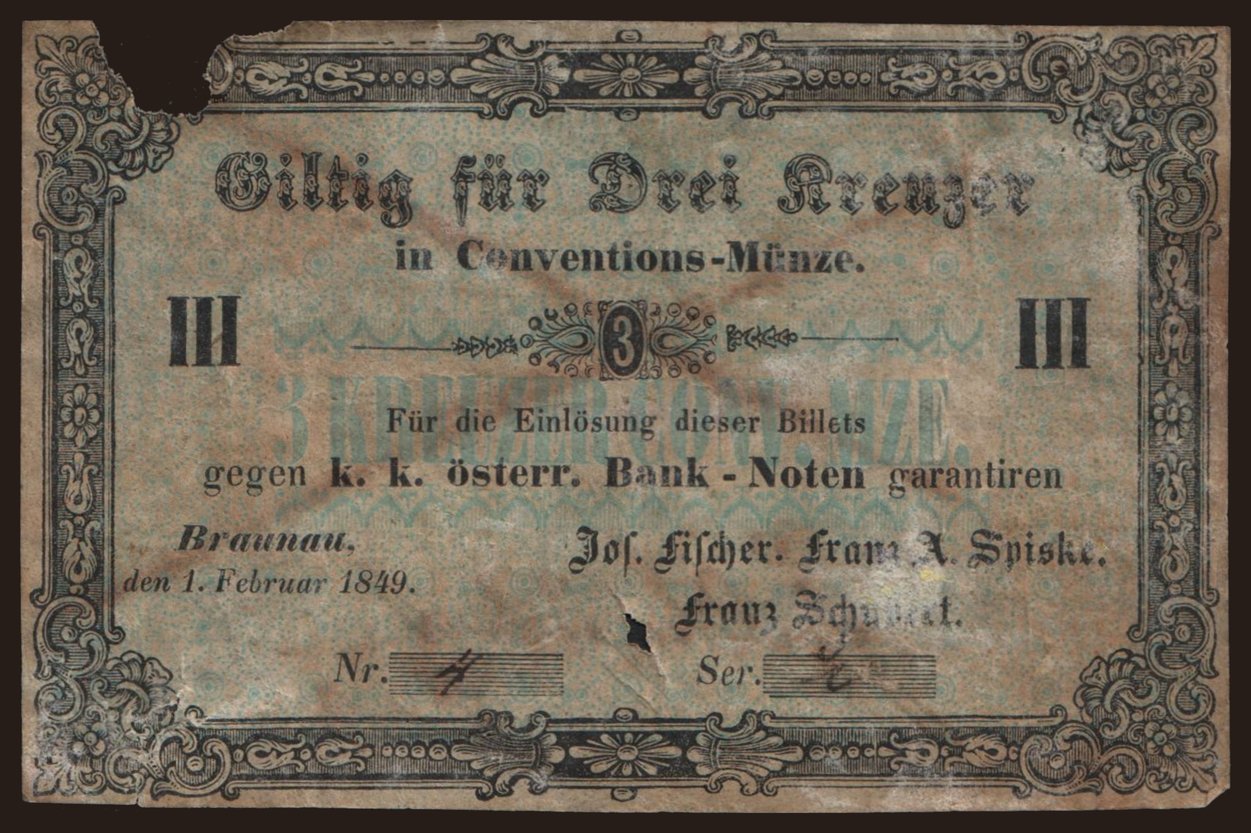 Giltig für Drei Kreuzer
in Conventions-Münze.
III 3 III
3 KREUZER CONV. MZE.
Für die Einlösung dieser Billets
gegen k. k. österr. Bank-Noten garantiren
Braunau,
den 1. Februar 1849.
Jos. Fischer. Franz A. Spiske.
Franz Schubert.
Nr. 4 Ser.